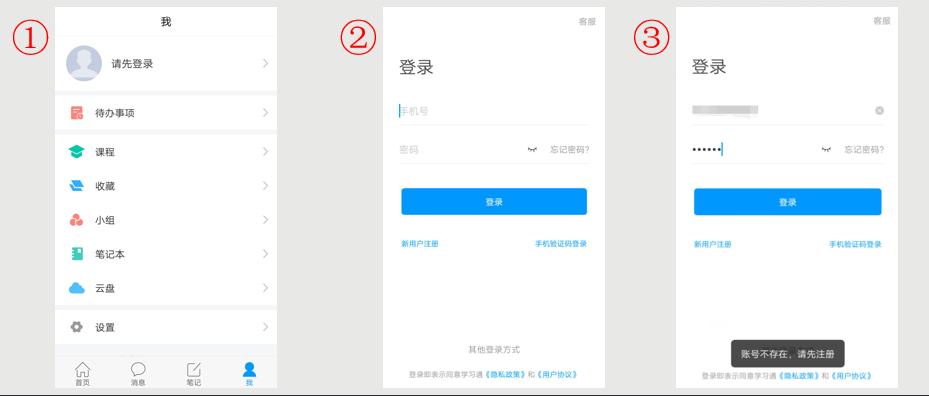 ①
我
请先登录
待办事项
课程
收藏
小组
笔记本
云盘
设置
首页
消息
笔记
我
②
客服
登录
手机号
密码
忘记密码?
登录
新用户注册
手机验证码登录
其他登录方式
登录即表示同意学习通《隐私政策》和《用户协议》
③
客服
登录
忘记密码?
登录
新用户注册
手机验证码登录
账号不存在，请先注册
登录即表示同意学习通《隐私政策》和《用户协议》